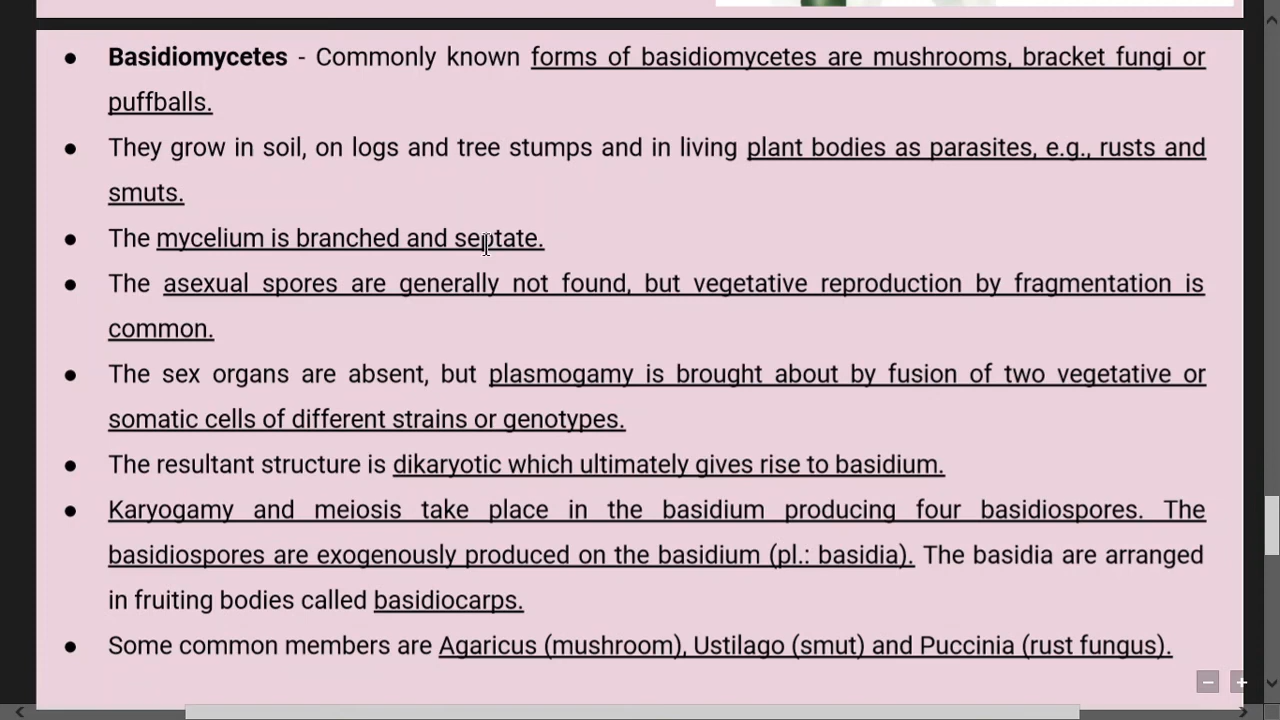 ● Basidiomycetes - Commonly known forms of basidiomycetes are mushrooms, bracket fungi or
puffballs.
● They grow in soil, on logs and tree stumps and in living plant bodies as parasites, e.g., rusts and
smuts.
● The mycelium is branched and septate.
● The asexual spores are generally not found, but vegetative reproduction by fragmentation is
common.
● The sex organs are absent, but plasmogamy is brought about by fusion of two vegetative or
somatic cells of different strains or genotypes.
● The resultant structure is dikaryotic which ultimately gives rise to basidium.
● Karyogamy and meiosis take place in the basidium producing four basidiospores. The
basidiospores are exogenously produced on the basidium (pl.: basidia). The basidia are arranged
in fruiting bodies called basidiocarps.
● Some common members are Agaricus (mushroom), Ustilago (smut) and Puccinia (rust fungus).